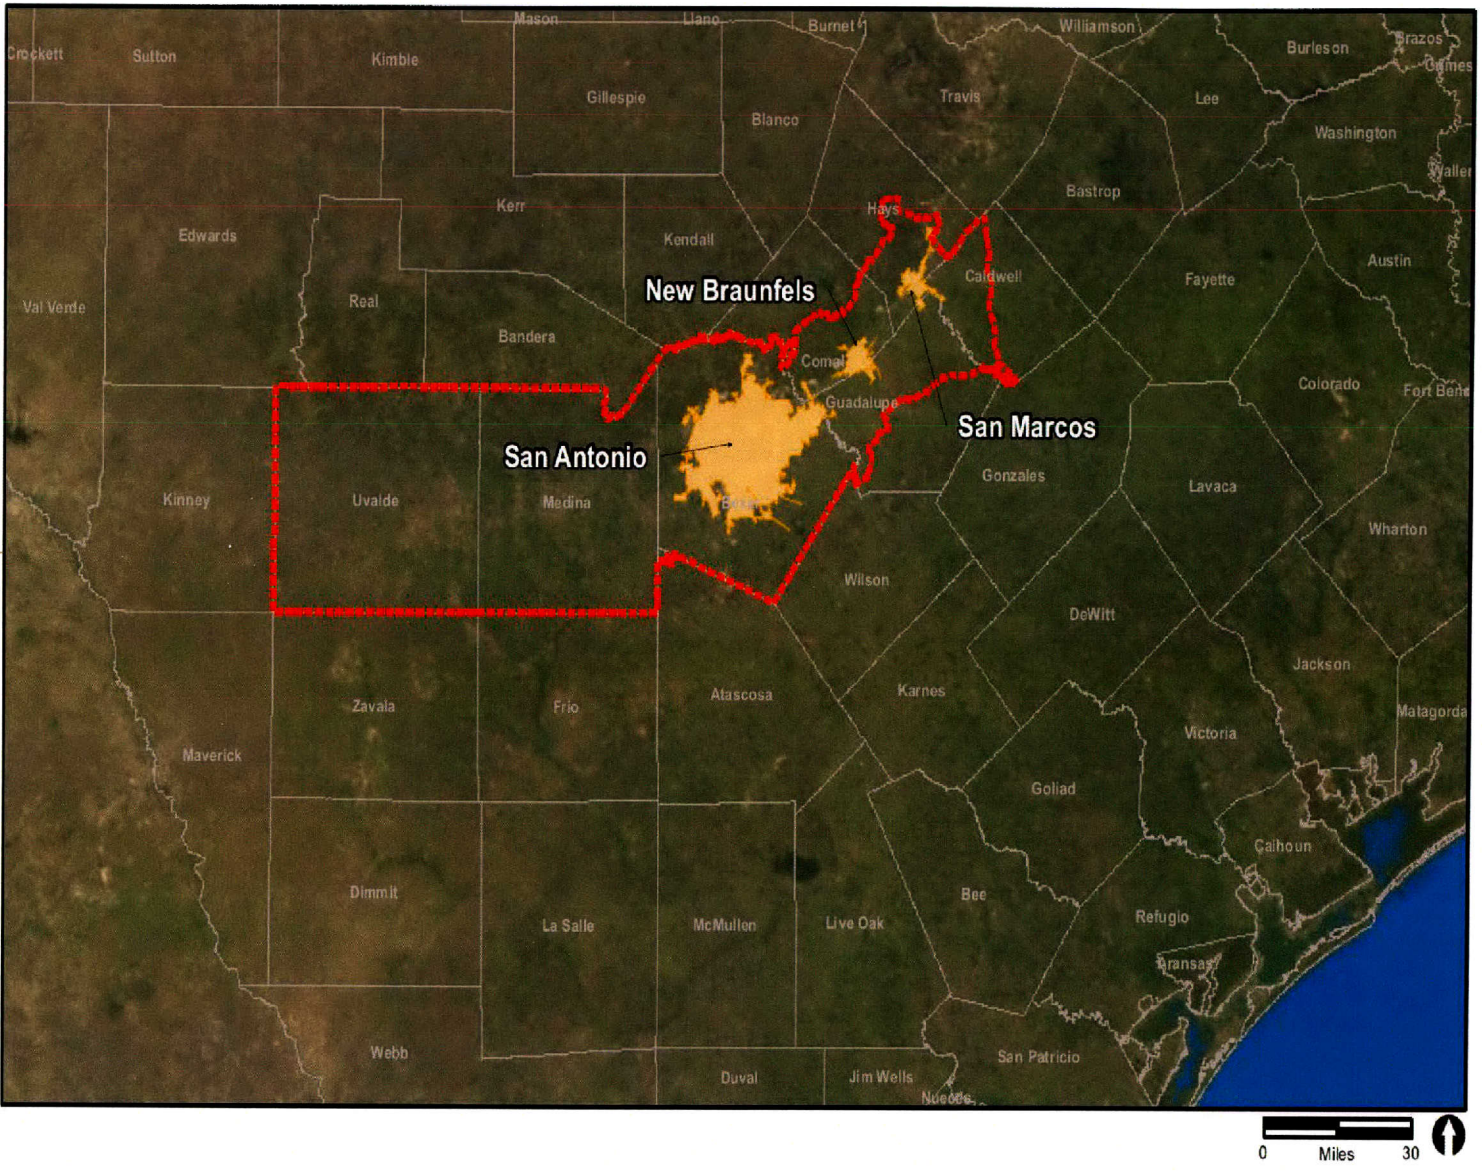 Mason
Llano
Burnet
Williamson
Brazos
Crockett
Sutton
Kimble
Burleson
Grimes
Gillespie
Travis
Lee
Blanco
Washington
Waller
Bastrop
Kerr
Hays
Edwards
Kendall
Austin
Caldwell
Fayette
New Braunfels
Real
Val Verde
Bandera
Comal
Colorado
Fort Bend
Guadalupe
San Marcos
San Antonio
Gonzales
Kinney
Uvalde
Medina
Bexar
Lavaca
Wharton
Wilson
DeWitt
Jackson
Atascosa
Karnes
Zavala
Frio
Matagorda
Victoria
Maverick
Goliad
Calhoun
Dimmit
Bee
Refugio
La Salle
McMullen
Live Oak
Aransas
Webb
San Patricio
Duval
Jim Wells
Nueces
0 Miles 30